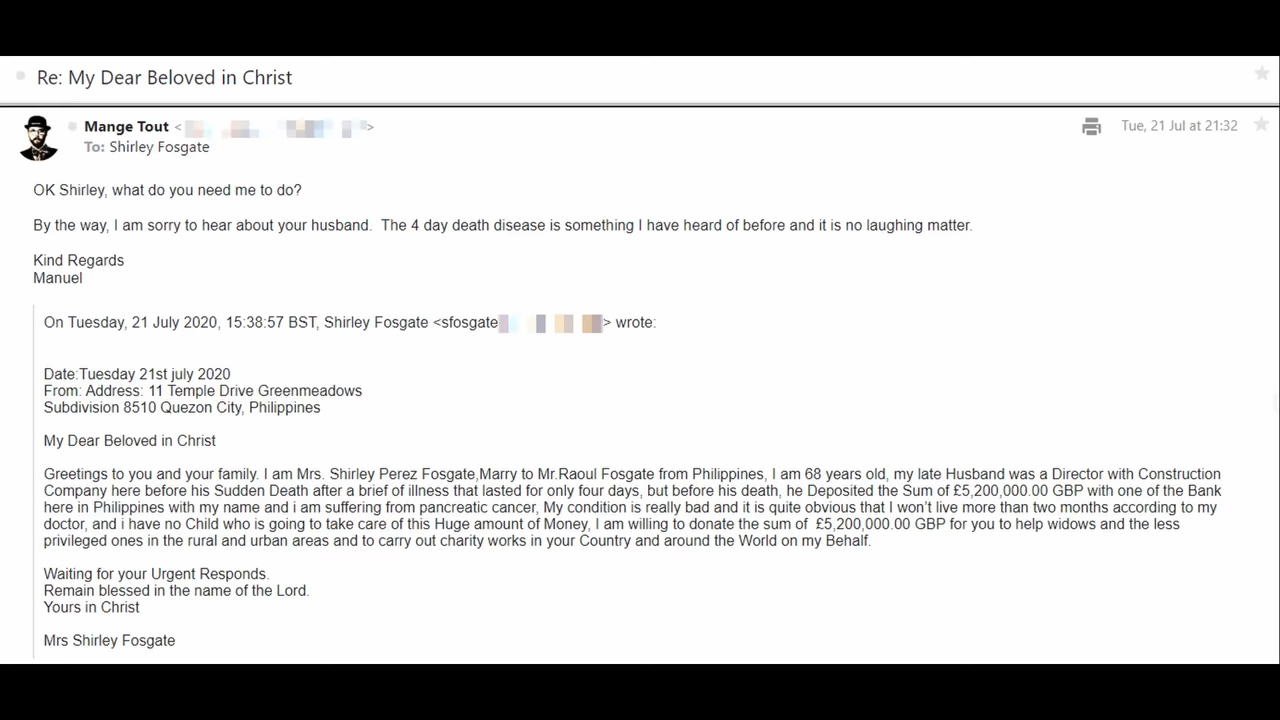 Re: My Dear Beloved in Christ
Mange Tout < >
Tue, 21 Jul at 21:32
To: Shirley Fosgate
OK Shirley, what do you need me to do?
By the way, I am sorry to hear about your husband.  The 4 day death disease is something I have heard of before and it is no laughing matter.
Kind Regards
Manuel
On Tuesday, 21 July 2020, 15:38:57 BST, Shirley Fosgate <sfosgate > wrote:
Date:Tuesday 21st july 2020
From: Address: 11 Temple Drive Greenmeadows
Subdivision 8510 Quezon City, Philippines
My Dear Beloved in Christ
Greetings to you and your family. I am Mrs. Shirley Perez Fosgate,Marry to Mr.Raoul Fosgate from Philippines, I am 68 years old, my late Husband was a Director with Construction
Company here before his Sudden Death after a brief of illness that lasted for only four days, but before his death, he Deposited the Sum of £5,200,000.00 GBP with one of the Bank
here in Philippines with my name and i am suffering from pancreatic cancer, My condition is really bad and it is quite obvious that I won't live more than two months according to my
doctor, and i have no Child who is going to take care of this Huge amount of Money, I am willing to donate the sum of  £5,200,000.00 GBP for you to help widows and the less
privileged ones in the rural and urban areas and to carry out charity works in your Country and around the World on my Behalf.
Waiting for your Urgent Responds.
Remain blessed in the name of the Lord.
Yours in Christ
Mrs Shirley Fosgate